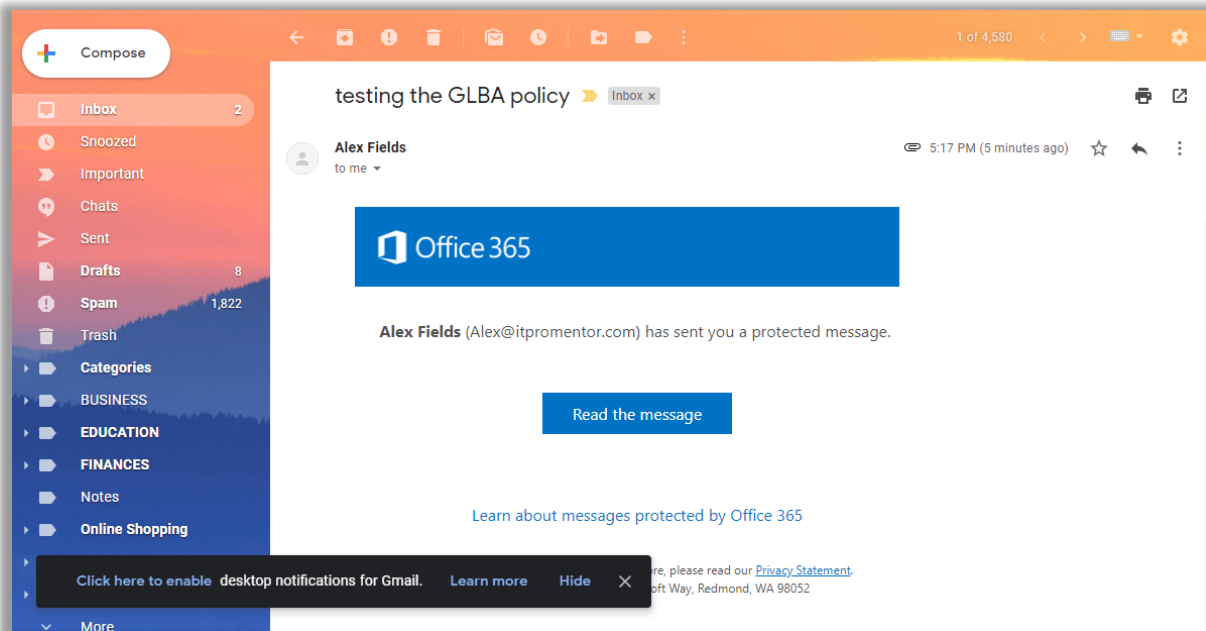 Compose
1 of 4,580
Inbox 2
Snoozed
Important
Chats
Sent
Drafts 8
Spam 1,822
Trash
Categories
BUSINESS
EDUCATION
FINANCES
Notes
Online Shopping
More
testing the GLBA policy Inbox ×
Alex Fields 5:17 PM (5 minutes ago)
to me
Office 365
Alex Fields (Alex@itpromentor.com) has sent you a protected message.
Read the message
Learn about messages protected by Office 365
, please read our Privacy Statement.
Way, Redmond, WA 98052
Click here to enable desktop notifications for Gmail. Learn more Hide ×